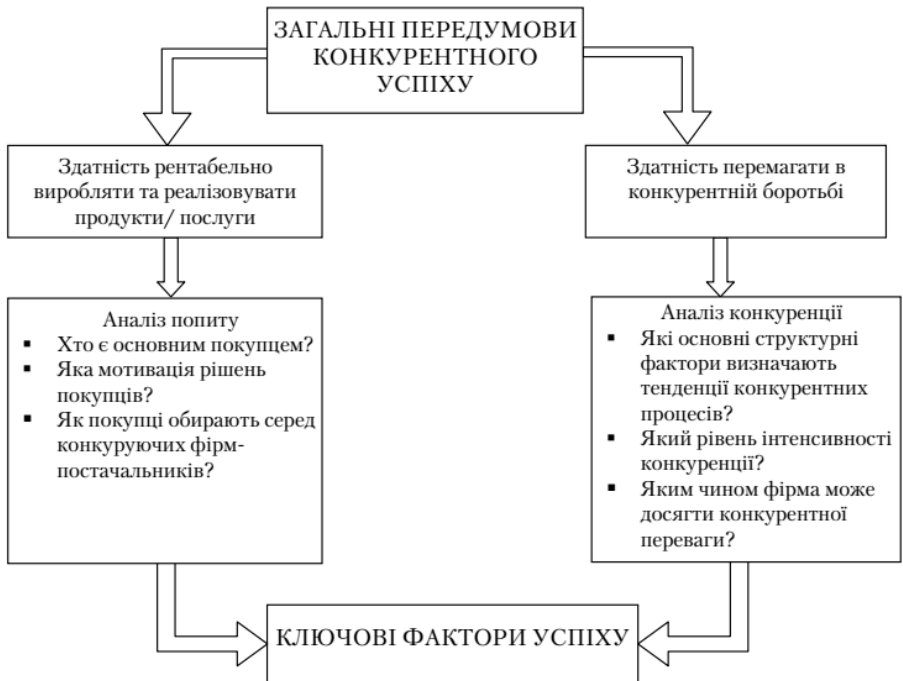 ЗАГАЛЬНІ ПЕРЕДУМОВИ
КОНКУРЕНТНОГО
УСПІХУ
Здатність рентабельно
виробляти та реалізовувати
продукти/ послуги
Здатність перемагати в
конкурентній боротьбі
Аналіз попиту
▪ Хто є основним покупцем?
▪ Яка мотивація рішень
покупців?
▪ Як покупці обирають серед
конкуруючих фірм-
постачальників?
Аналіз конкуренції
▪ Які основні структурні
фактори визначають
тенденції конкурентних
процесів?
▪ Який рівень інтенсивності
конкуренції?
▪ Яким чином фірма може
досягти конкурентної
переваги?
КЛЮЧОВІ ФАКТОРИ УСПІХУ